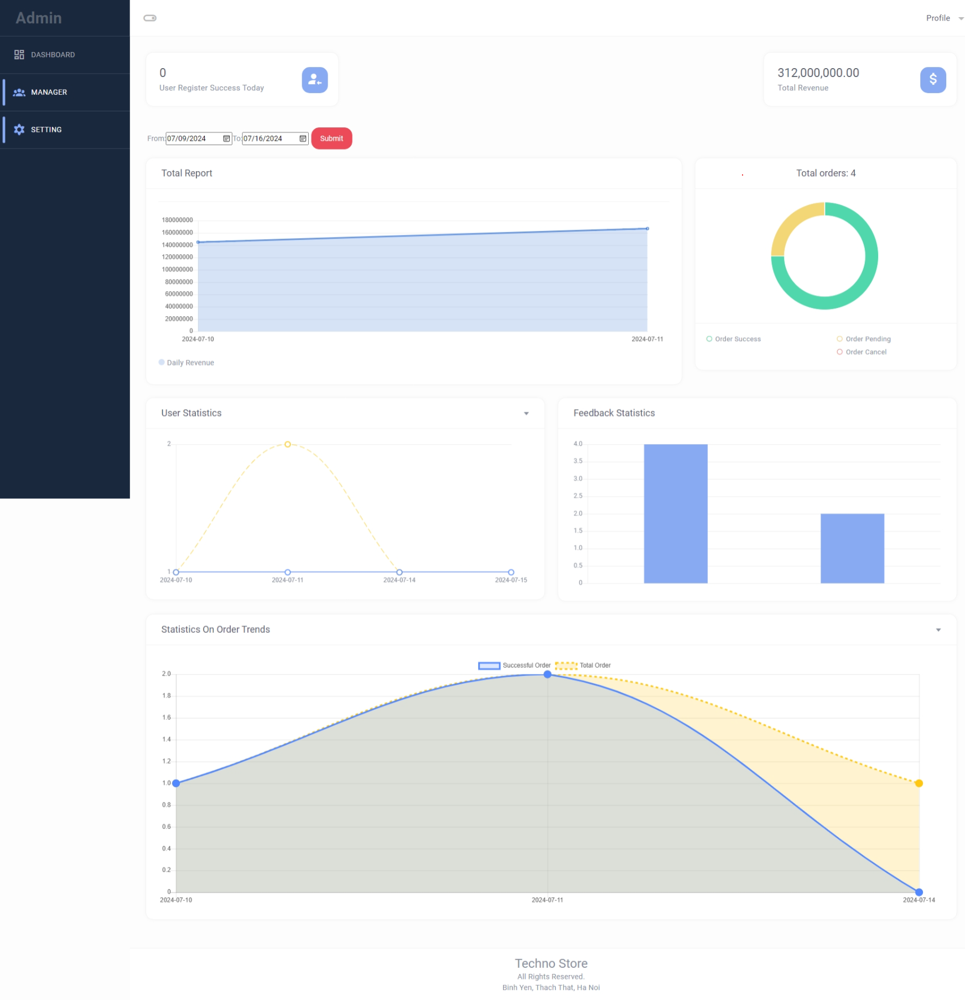 Admin
Profile
DASHBOARD
MANAGER
SETTING
0
User Register Success Today
312,000,000.00
Total Revenue
From: 07/09/2024 To: 07/16/2024 Submit
Total Report
180000000
160000000
140000000
120000000
100000000
80000000
60000000
40000000
20000000
0
2024-07-10 2024-07-11
Daily Revenue
Total orders: 4
Order Success
Order Pending
Order Cancel
User Statistics
2
1
2024-07-10 2024-07-11 2024-07-14 2024-07-15
Feedback Statistics
4.0
3.5
3.0
2.5
2.0
1.5
1.0
0.5
0
Statistics On Order Trends
Successful Order Total Order
2.0
1.8
1.6
1.4
1.2
1.0
0.8
0.6
0.4
0.2
0
2024-07-10 2024-07-11 2024-07-14
Techno Store
All Rights Reserved.
Binh Yen, Thach That, Ha Noi